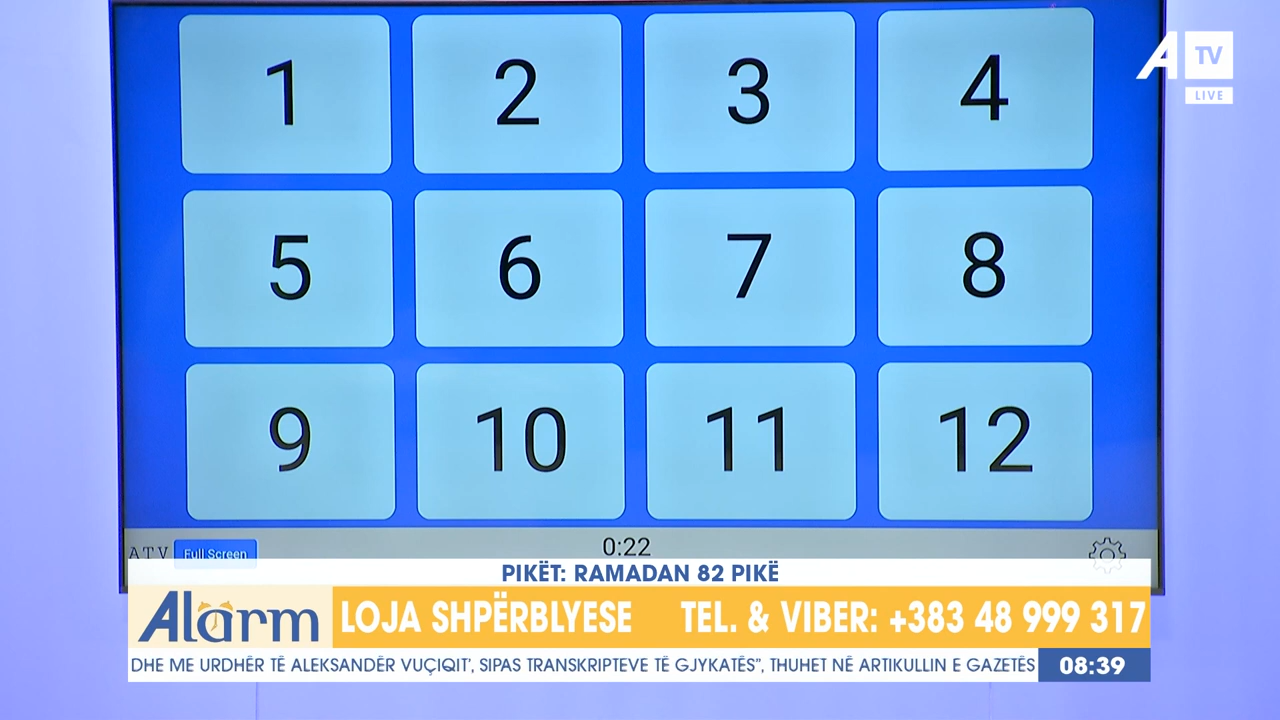 1 2 3 4
TV
LIVE
5 6 7 8
9 10 11 12
ATV Full Screen 0:22
PIKËT: RAMADAN 82 PIKË
Alarm LOJA SHPËRBLYESE TEL. & VIBER: +383 48 999 317
DHE ME URDHËR TË ALEKSANDËR VUÇIQIT’, SIPAS TRANSKRIPTEVE TË GJYKATËS”, THUHET NË ARTIKULLIN E GAZETËS 08:39